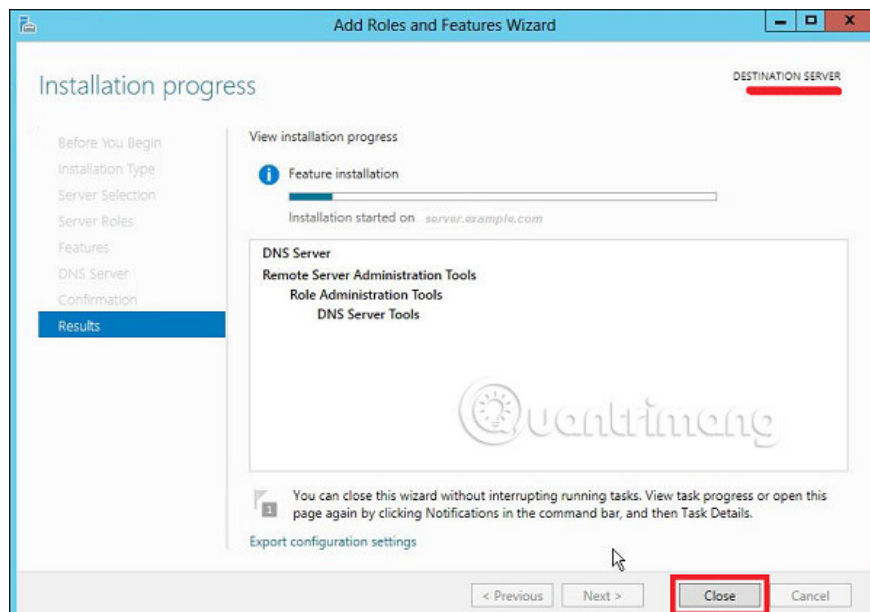 Add Roles and Features Wizard
Installation progress
DESTINATION SERVER
Before You Begin
Installation Type
Server Selection
Server Roles
Features
DNS Server
Confirmation
Results
View installation progress
Feature installation
Installation started on server.example.com
DNS Server
Remote Server Administration Tools
Role Administration Tools
DNS Server Tools
Quantrimang
1
You can close this wizard without interrupting running tasks. View task progress or open this
page again by clicking Notifications in the command bar, and then Task Details.
Export configuration settings
< Previous
Next >
Close
Cancel